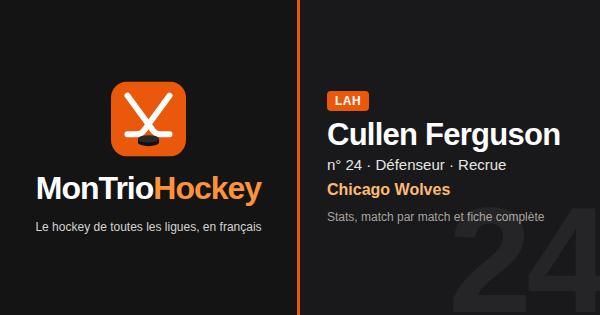 MonTrioHockey
Le hockey de toutes les ligues, en français
LAH
Cullen Ferguson
n° 24 · Défenseur · Recrue
Chicago Wolves
Stats, match par match et fiche complète
24